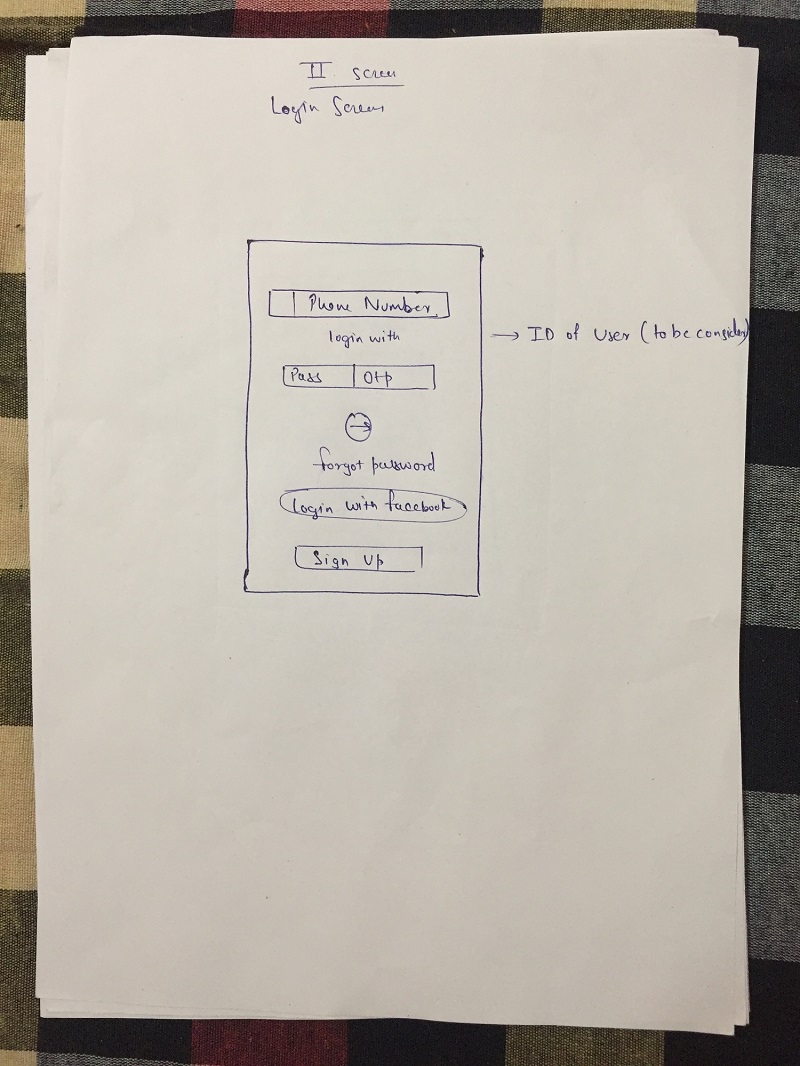 II screen
Login Screen
Phone Number
login with
→ ID of User (to be consider)
Pass | Otp
→
forgot password
Login with facebook
Sign Up